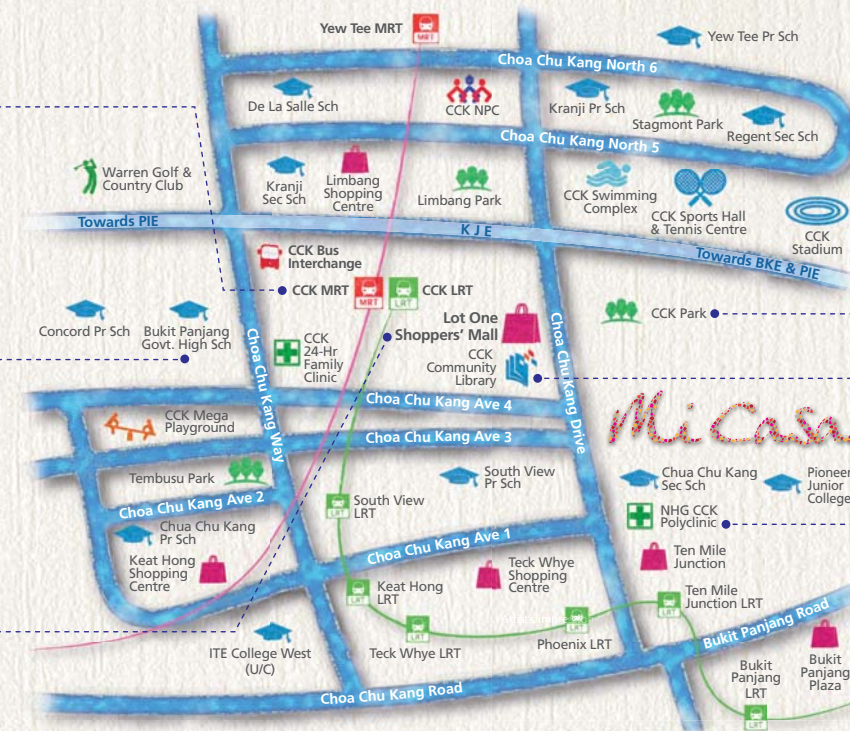 Yew Tee MRT
MRT
Yew Tee Pr Sch
Choa Chu Kang North 6
De La Salle Sch
CCK NPC
Kranji Pr Sch
Stagmont Park
Regent Sec Sch
Choa Chu Kang North 5
Warren Golf &
Country Club
Kranji
Sec Sch
Limbang
Shopping
Centre
Limbang Park
CCK Swimming
Complex
CCK Sports Hall
& Tennis Centre
CCK
Stadium
Towards PIE
KJE
Towards BKE & PIE
CCK Bus
Interchange
CCK MRT
MRT
LRT
CCK LRT
Concord Pr Sch
Bukit Panjang
Govt. High Sch
Choa Chu Kang Way
CCK
24-Hr
Family
Clinic
Lot One
Shoppers' Mall
CCK
Community
Library
Choa Chu Kang Drive
CCK Park
Choa Chu Kang Ave 4
MiCasa
CCK Mega
Playground
Choa Chu Kang Ave 3
Tembusu Park
South View
Pr Sch
Chua Chu Kang
Sec Sch
Pioneer
Junior
College
Choa Chu Kang Ave 2
South View
LRT
LRT
NHG CCK
Polyclinic
Chua Chu Kang
Pr Sch
Choa Chu Kang Ave 1
Keat Hong
Shopping
Centre
Teck Whye
Shopping
Centre
Ten Mile
Junction
Keat Hong
LRT
LRT
Ten Mile
Junction LRT
LRT
ITE College West
(U/C)
Teck Whye LRT
LRT
Phoenix LRT
LRT
Bukit Panjang Road
Bukit
Panjang
LRT
LRT
Bukit
Panjang
Plaza
Choa Chu Kang Road